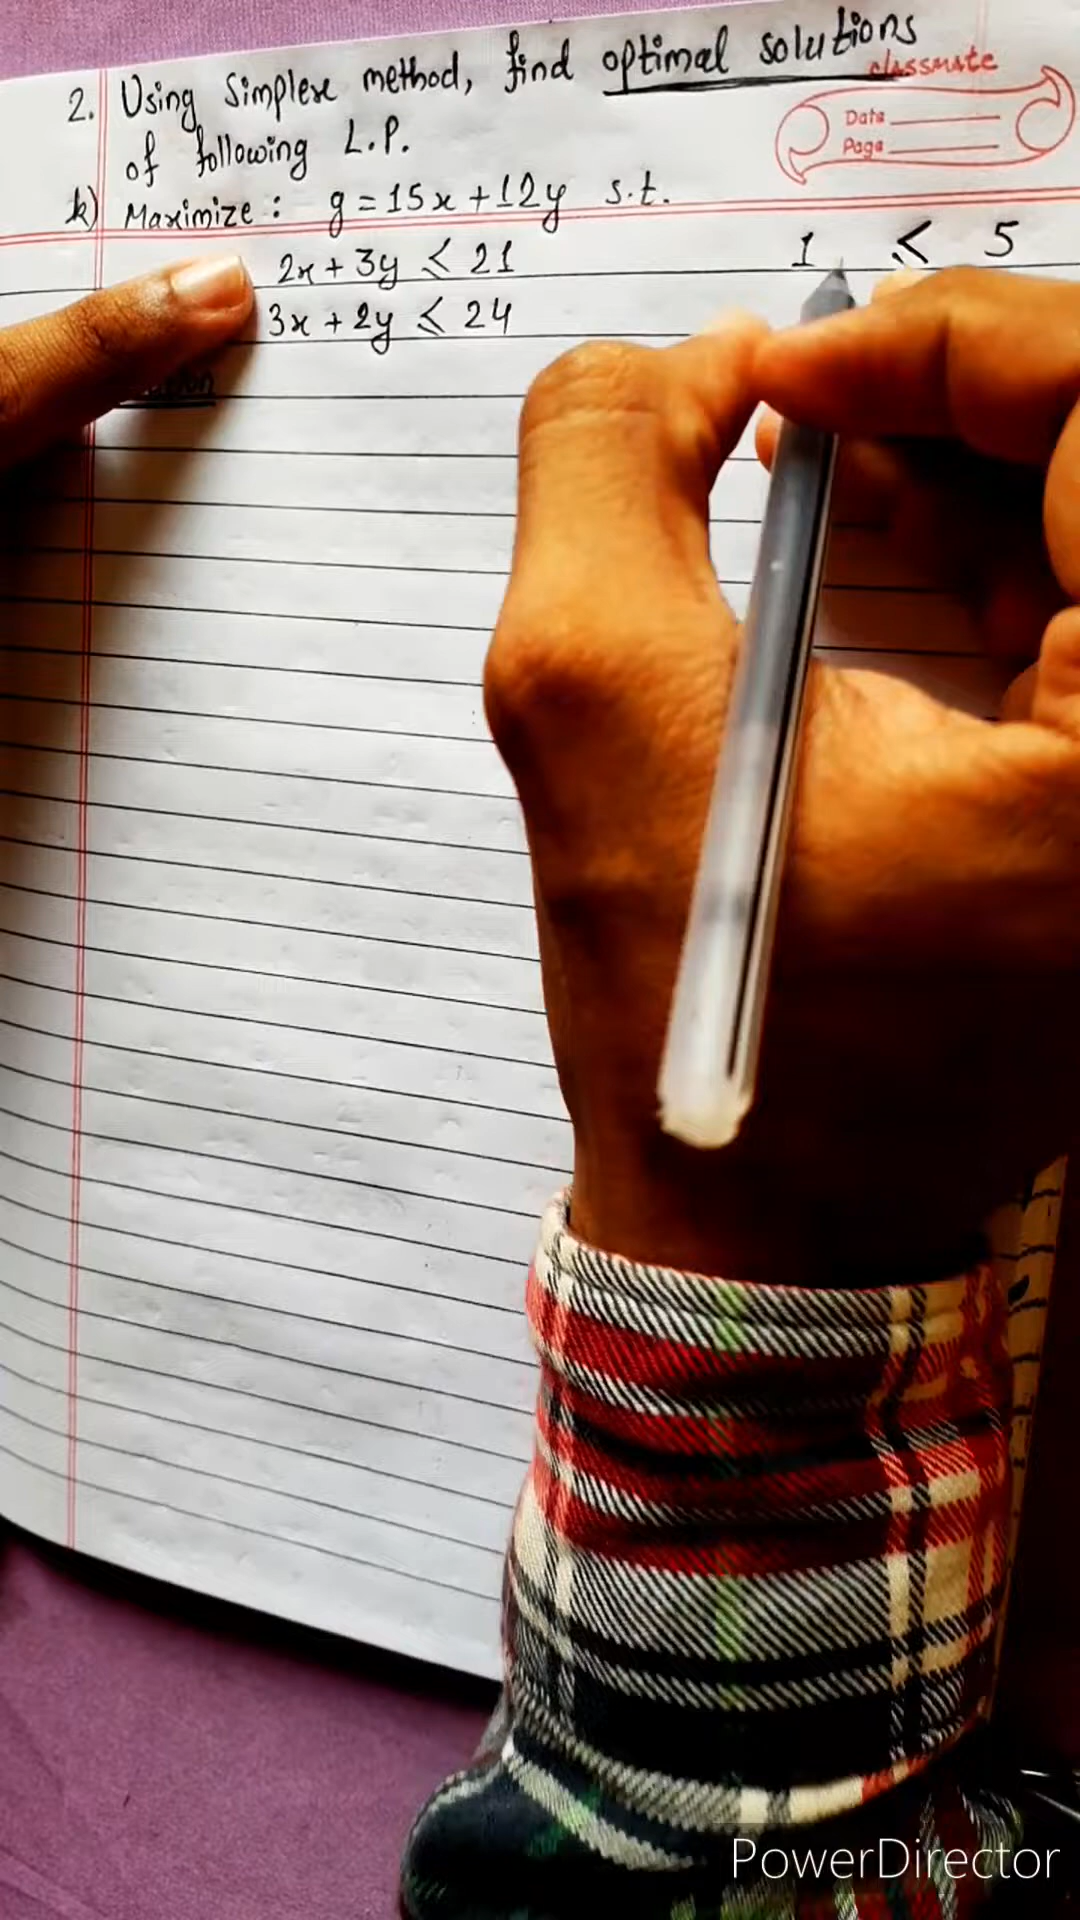 2. Using Simplex method, find optimal solutions
of following L.P.
classmate
Date
Page
k) Maximize : g = 15x + 12y s.t.
2x + 3y ≤ 21
3x + 2y ≤ 24
1 ≤ 5
PowerDirector